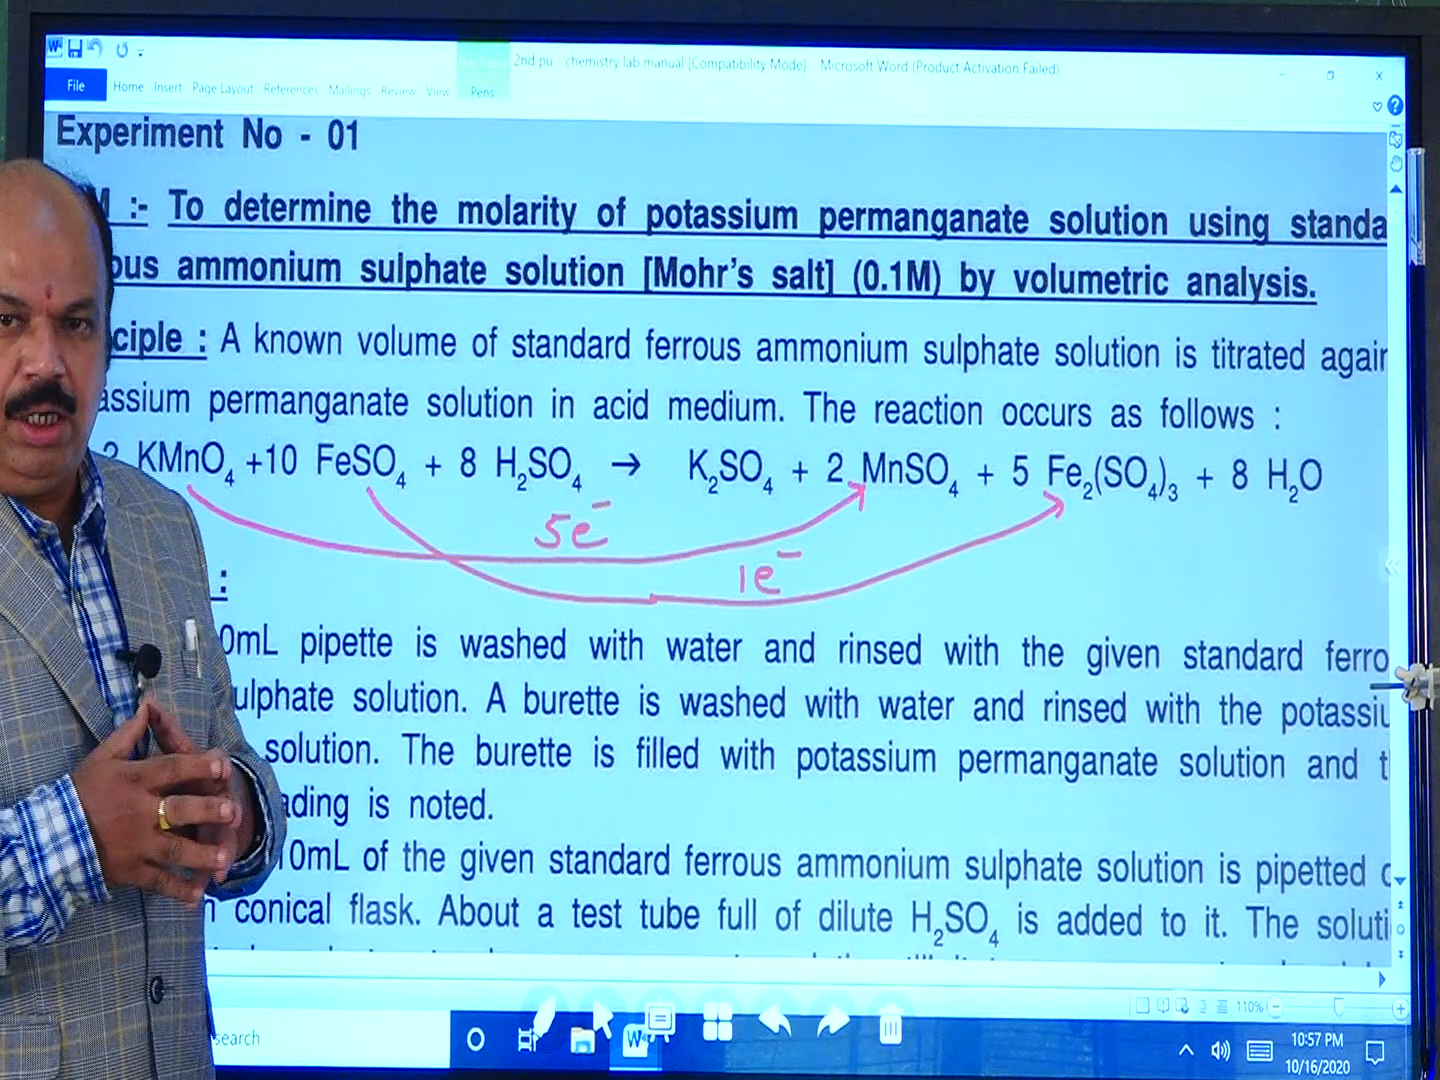 2nd pu - chemistry lab manual [Compatibility Mode] - Microsoft Word (Product Activation Failed)
File Home Insert Page Layout References Mailings Review View Pens
Experiment No - 01
M :- To determine the molarity of potassium permanganate solution using standa
ous ammonium sulphate solution [Mohr's salt] (0.1M) by volumetric analysis.
ciple : A known volume of standard ferrous ammonium sulphate solution is titrated again
assium permanganate solution in acid medium. The reaction occurs as follows :
2 KMnO₄ +10 FeSO₄ + 8 H₂SO₄ → K₂SO₄ + 2 MnSO₄ + 5 Fe₂(SO₄)₃ + 8 H₂O
5e⁻
1e⁻
:
0mL pipette is washed with water and rinsed with the given standard ferro
ulphate solution. A burette is washed with water and rinsed with the potassiu
solution. The burette is filled with potassium permanganate solution and t
ading is noted.
10mL of the given standard ferrous ammonium sulphate solution is pipetted o
n conical flask. About a test tube full of dilute H₂SO₄ is added to it. The soluti
110%
search
W
10:57 PM
10/16/2020